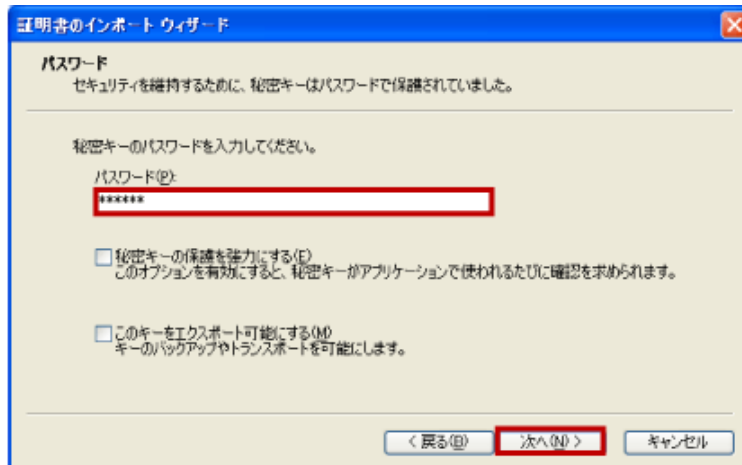 証明書のインポート ウィザード
パスワード
セキュリティを維持するために、秘密キーはパスワードで保護されていました。
秘密キーのパスワードを入力してください。
パスワード(P):
******
秘密キーの保護を強力にする(E)
このオプションを有効にすると、秘密キーがアプリケーションで使われるたびに確認を求められます。
このキーをエクスポート可能にする(M)
キーのバックアップやトランスポートを可能にします。
< 戻る(B) 次へ(N) > キャンセル